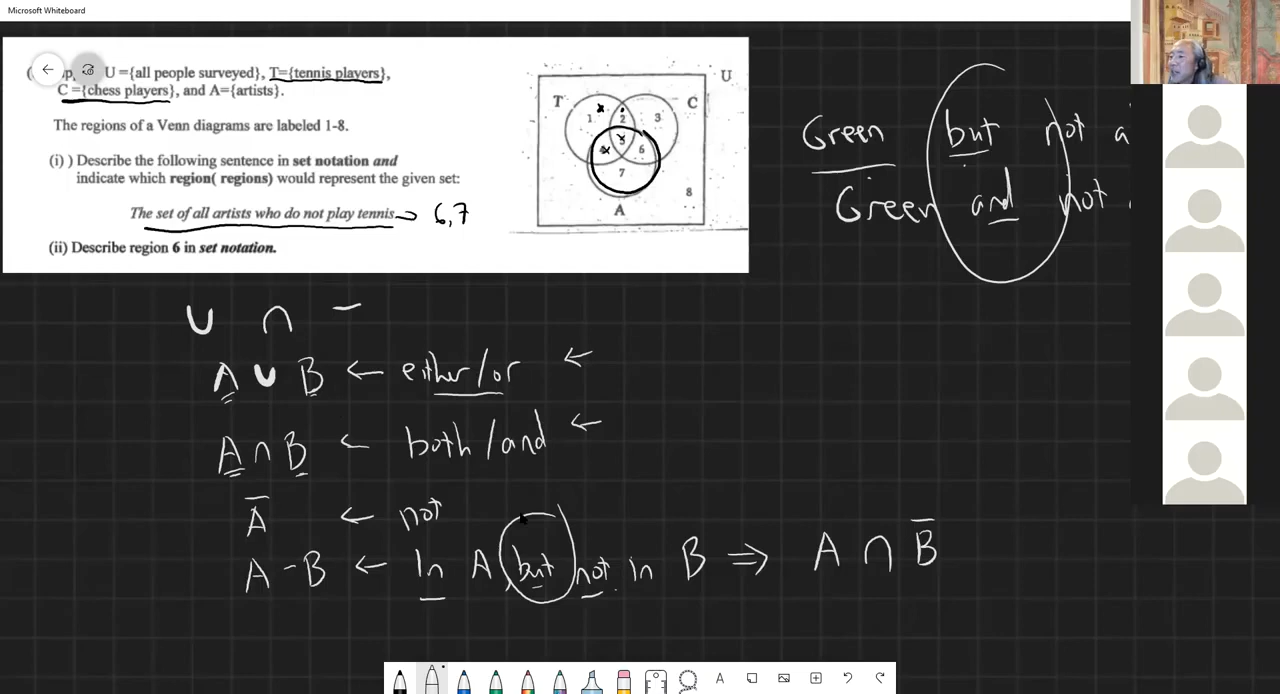 Microsoft Whiteboard
U ={all people surveyed}, T={tennis players},
C ={chess players}, and A={artists}.
The regions of a Venn diagrams are labeled 1-8.
(i) ) Describe the following sentence in set notation and
indicate which region( regions) would represent the given set:
The set of all artists who do not play tennis → 6,7
(ii) Describe region 6 in set notation.
U
T C
1 2 3
5
6
7
8
A
Green but not a
Green and not
∪ ∩ ‾
A ∪ B ← either/or ←
A ∩ B ← both/and ←
A̅ ← not
A - B ← In A, but not in B ⇒ A ∩ B̅
A